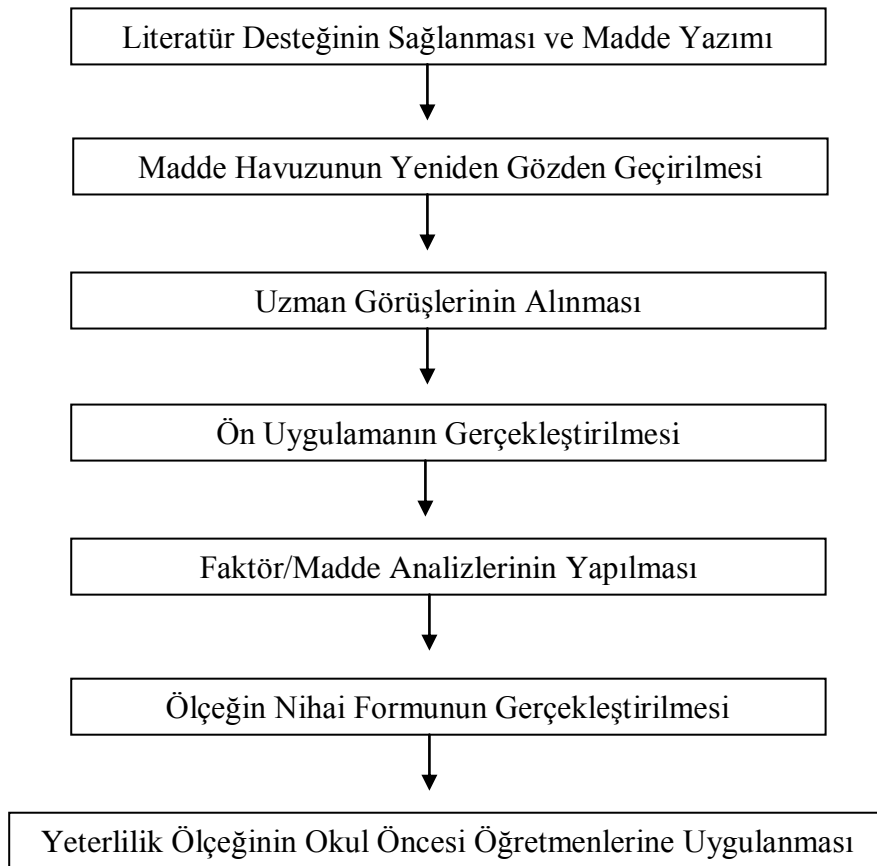 Literatür Desteğinin Sağlanması ve Madde Yazımı
Madde Havuzunun Yeniden Gözden Geçirilmesi
Uzman Görüşlerinin Alınması
Ön Uygulamanın Gerçekleştirilmesi
Faktör/Madde Analizlerinin Yapılması
Ölçeğin Nihai Formunun Gerçekleştirilmesi
Yeterlilik Ölçeğinin Okul Öncesi Öğretmenlerine Uygulanması